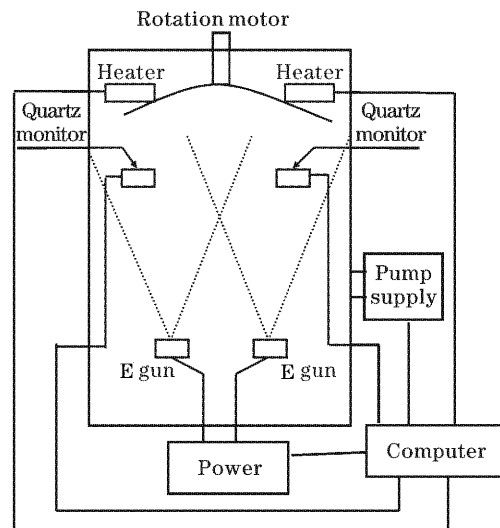 Rotation motor
Heater
Heater
Quartz
monitor
Quartz
monitor
Pump
supply
E gun
E gun
Power
Computer